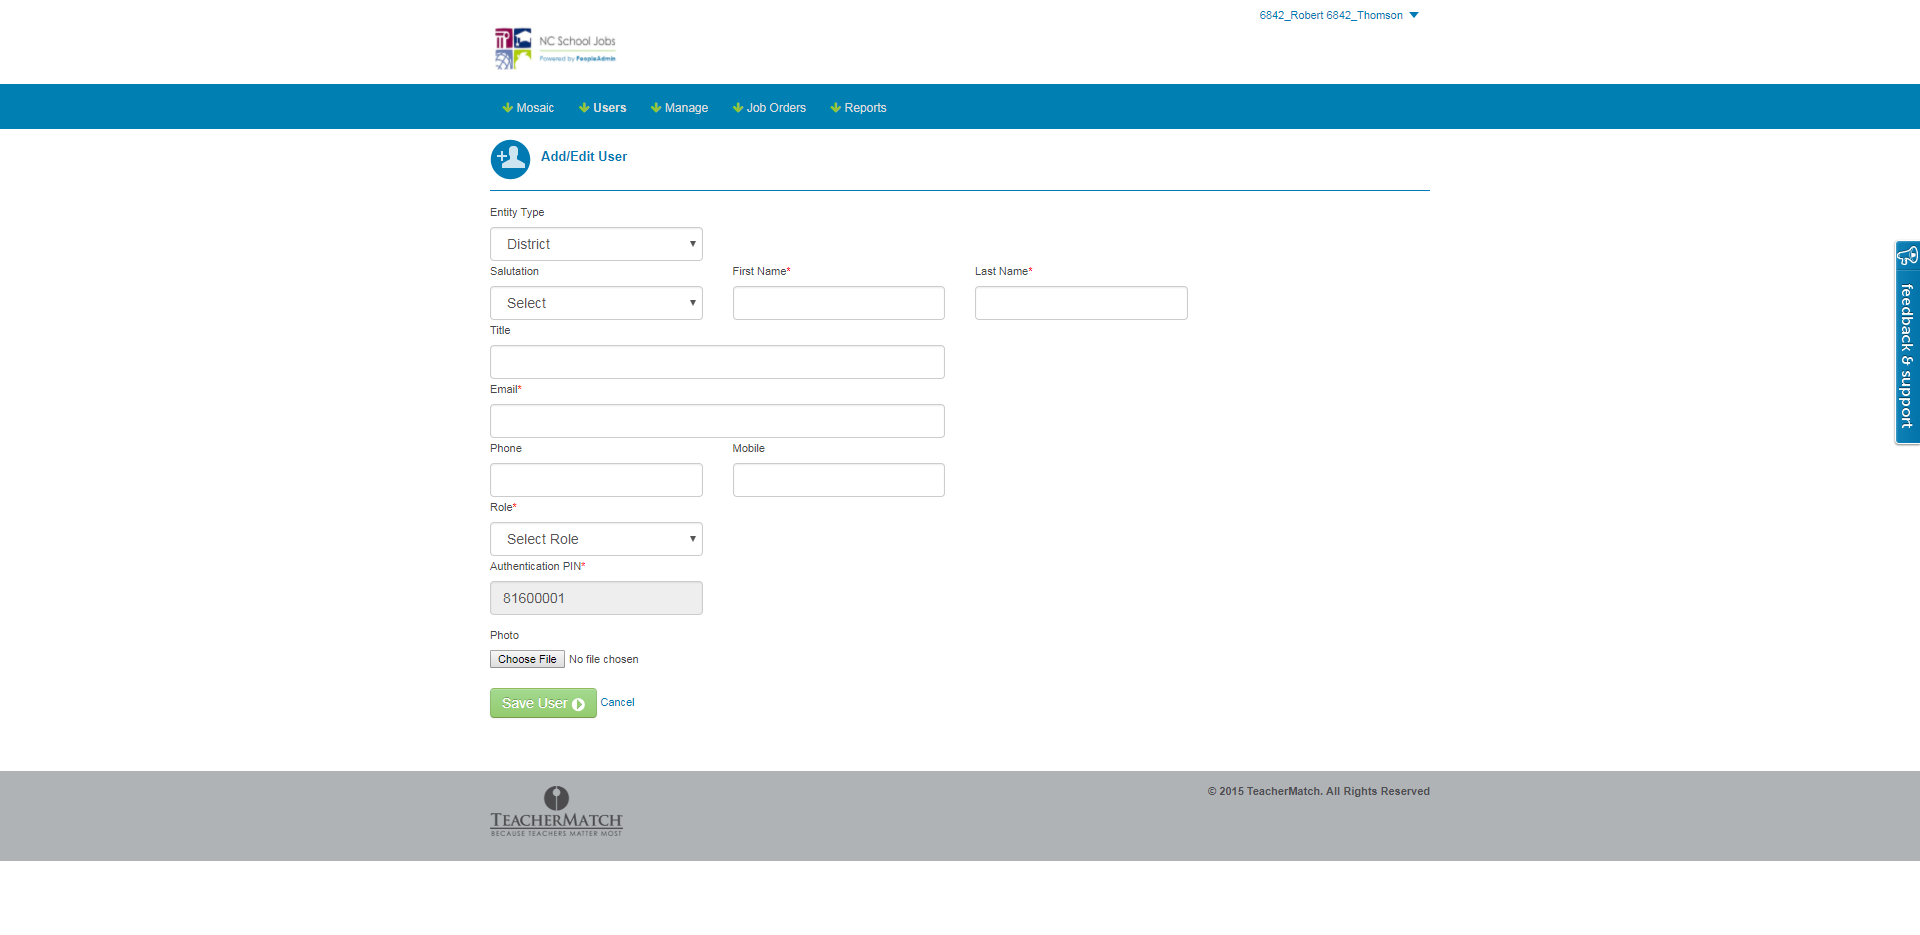 6842_Robert 6842_Thomson
NC School Jobs
Powered by PeopleAdmin
Mosaic Users Manage Job Orders Reports
Add/Edit User
Entity Type
District
Salutation First Name* Last Name*
Select
Title
Email*
Phone Mobile
Role*
Select Role
Authentication PIN*
81600001
Photo
Choose File No file chosen
Save User Cancel
feedback & support
© 2015 TeacherMatch. All Rights Reserved
TEACHERMATCH
BECAUSE TEACHERS MATTER MOST